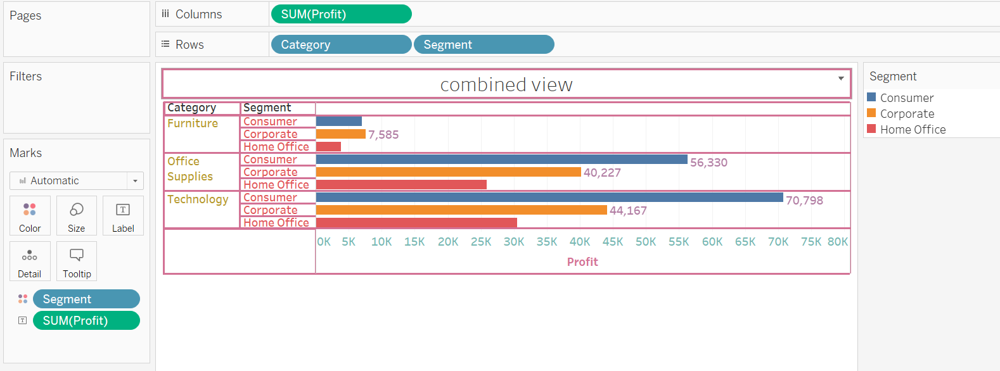 Pages
Columns
SUM(Profit)
Rows
Category
Segment
Filters
Marks
Automatic
Color
Size
T
Label
Detail
Tooltip
Segment
T
SUM(Profit)
combined view
Category Segment
Furniture
Consumer
Corporate 7,585
Home Office
Office
Supplies
Consumer 56,330
Corporate 40,227
Home Office
Technology
Consumer 70,798
Corporate 44,167
Home Office
0K 5K 10K 15K 20K 25K 30K 35K 40K 45K 50K 55K 60K 65K 70K 75K 80K
Profit
Segment
Consumer
Corporate
Home Office